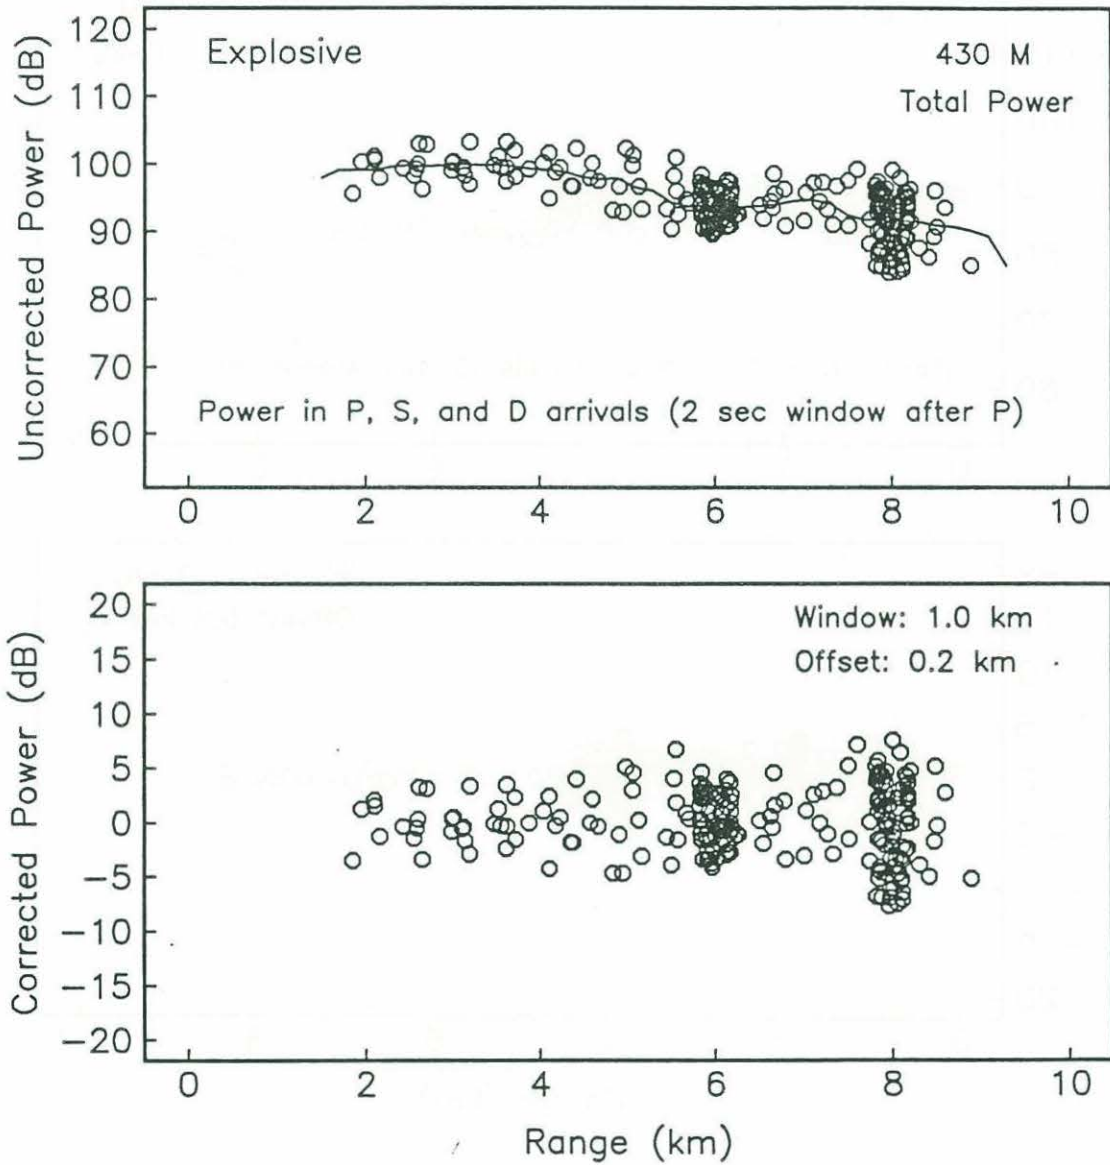 Uncorrected Power (dB)
120
110
100
90
80
70
60
Explosive
430 M
Total Power
Power in P, S, and D arrivals (2 sec window after P)
0 2 4 6 8 10
Corrected Power (dB)
20
15
10
5
0
−5
−10
−15
−20
Window: 1.0 km
Offset: 0.2 km
0 2 4 6 8 10
Range (km)